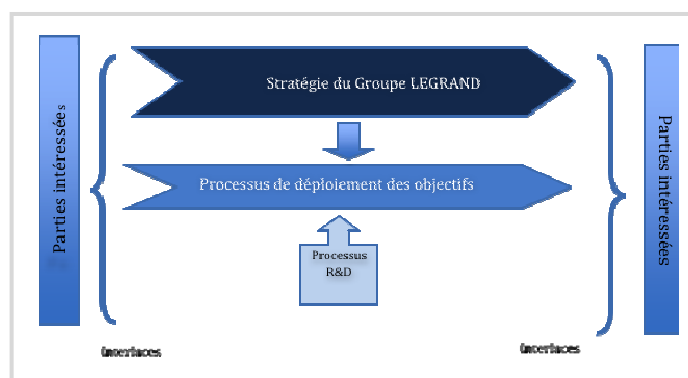 Parties intéressées
Stratégie du Groupe LEGRAND
Processus de déploiement des objectifs
Processus
R&D
Parties intéressées
interfaces
interfaces